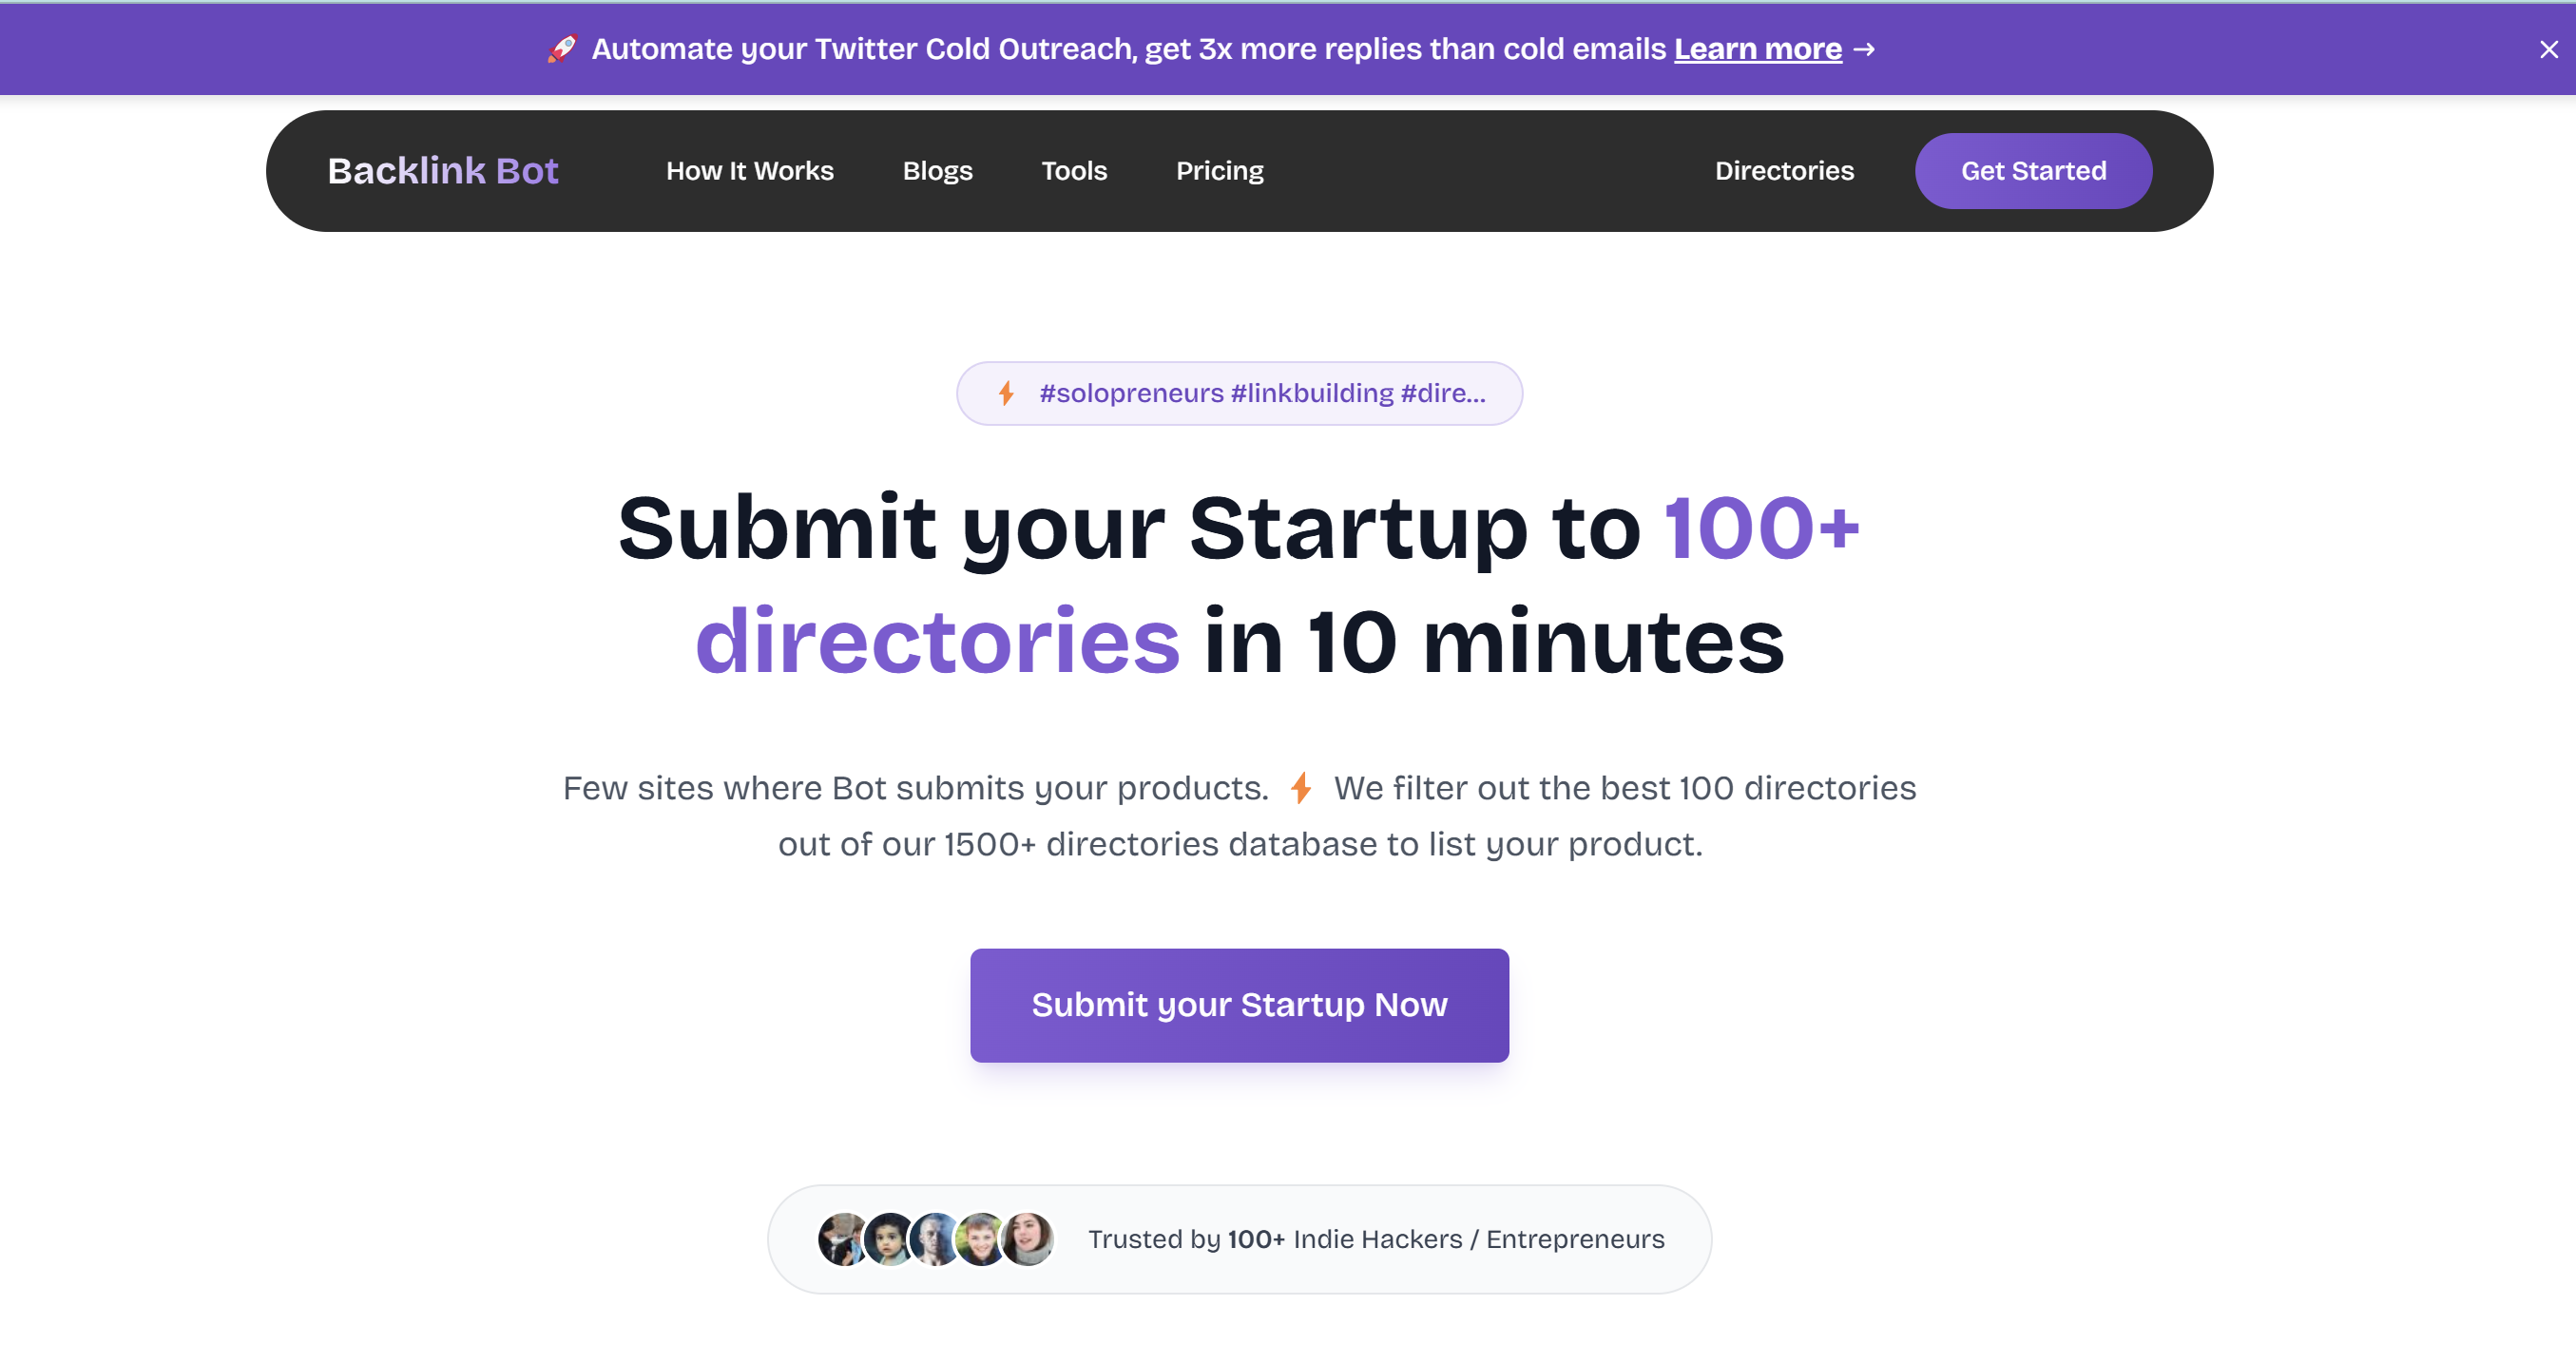 🚀 Automate your Twitter Cold Outreach, get 3x more replies than cold emails Learn more →
Backlink Bot
How It Works
Blogs
Tools
Pricing
Directories
Get Started
#solopreneurs #linkbuilding #dire...
Submit your Startup to 100+
directories in 10 minutes
Few sites where Bot submits your products. ⚡ We filter out the best 100 directories
out of our 1500+ directories database to list your product.
Submit your Startup Now
Trusted by 100+ Indie Hackers / Entrepreneurs